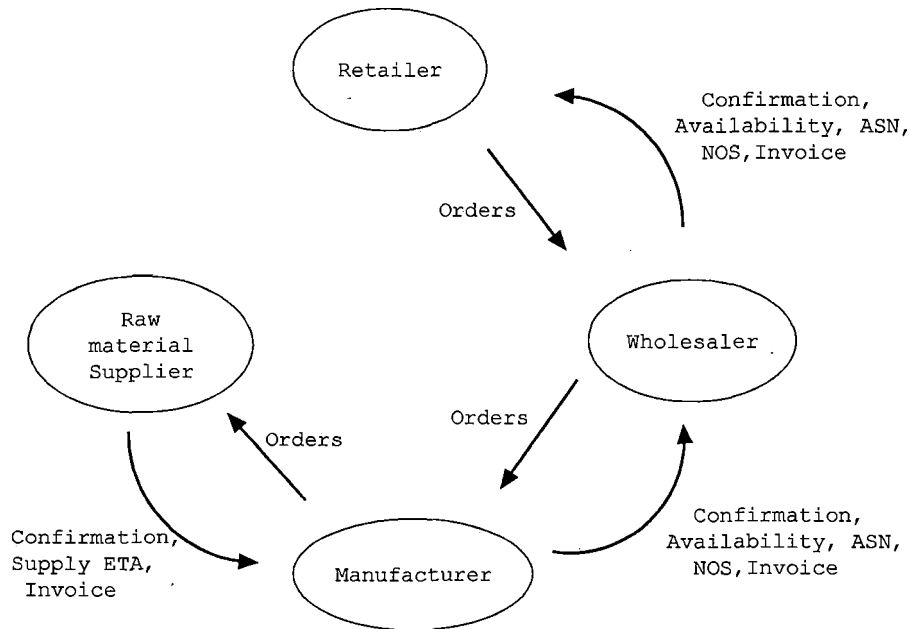 Retailer
Confirmation,
Availability, ASN,
NOS,Invoice
Orders
Raw
material
Supplier
Wholesaler
Orders
Orders
Confirmation,
Supply ETA,
Invoice
Manufacturer
Confirmation,
Availability, ASN,
NOS,Invoice